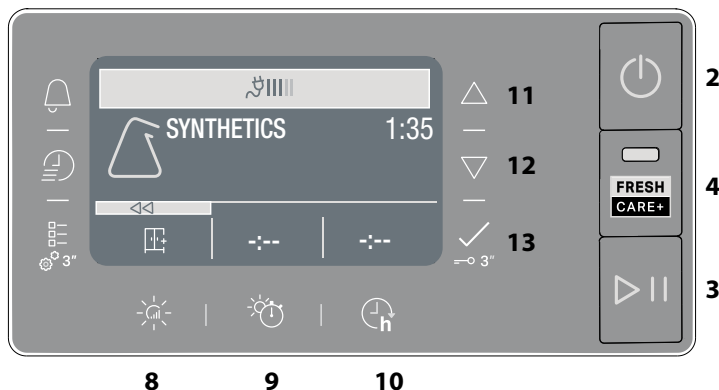 2
11
SYNTHETICS 1:35
12
FRESH
CARE+
4
-:-- -:--
13
3" 3"
3
h
8 9 10